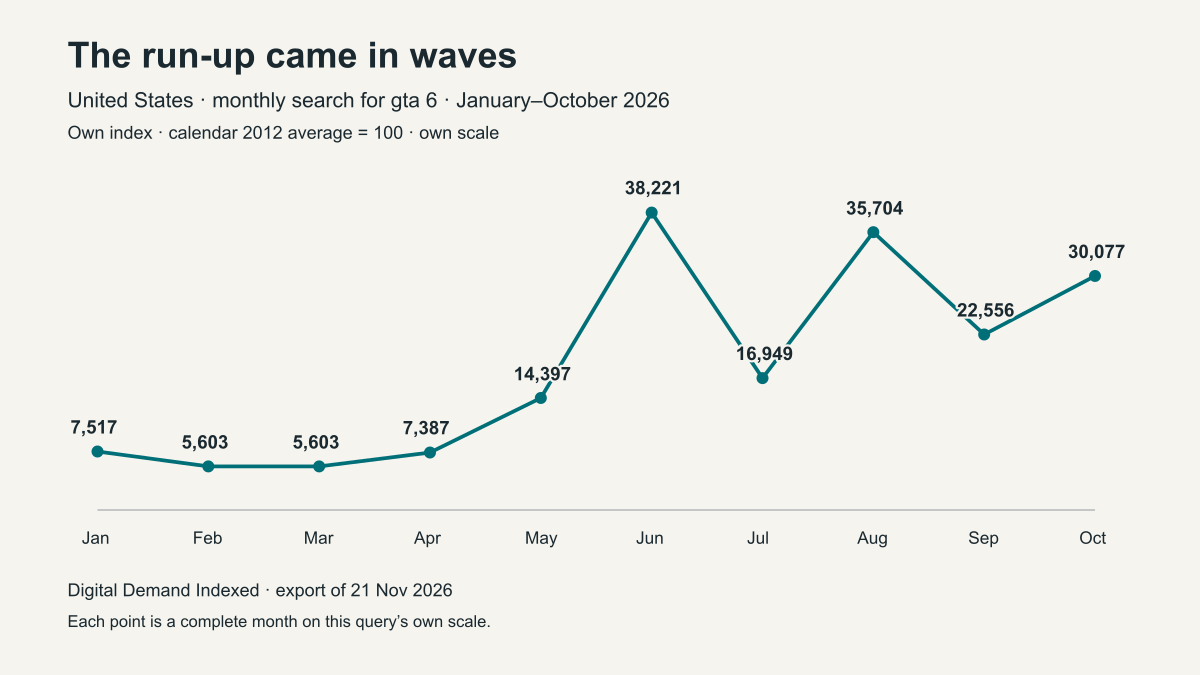 The run-up came in waves
United States · monthly search for gta 6 · January–October 2026
Own index · calendar 2012 average = 100 · own scale
38,221
35,704
30,077
22,556
16,949
14,397
7,517
5,603
5,603
7,387
Jan Feb Mar Apr May Jun Jul Aug Sep Oct
Digital Demand Indexed · export of 21 Nov 2026
Each point is a complete month on this query’s own scale.